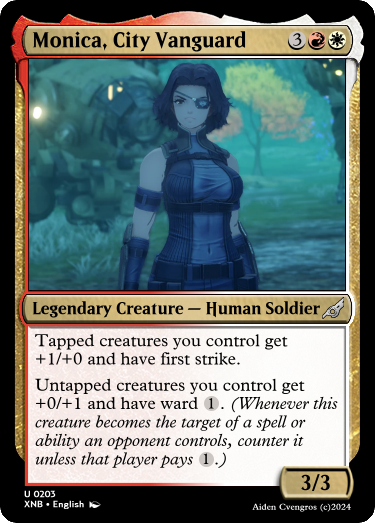 Monica, City Vanguard 3
Legendary Creature — Human Soldier
Tapped creatures you control get
+1/+0 and have first strike.
Untapped creatures you control get
+0/+1 and have ward 1. (Whenever this
creature becomes the target of a spell or
ability an opponent controls, counter it
unless that player pays 1.)
3/3
U 0203
XNB • English
Aiden Cvengros (c)2024